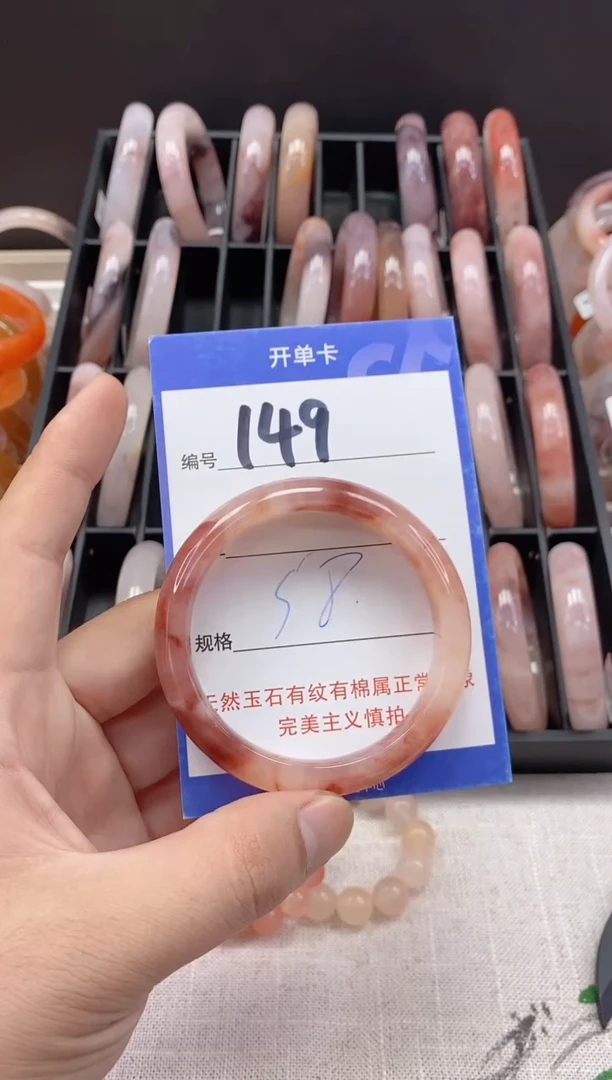 开单卡
编号 149
规格 58.
天然玉石有纹有棉属正常
完美主义慎拍